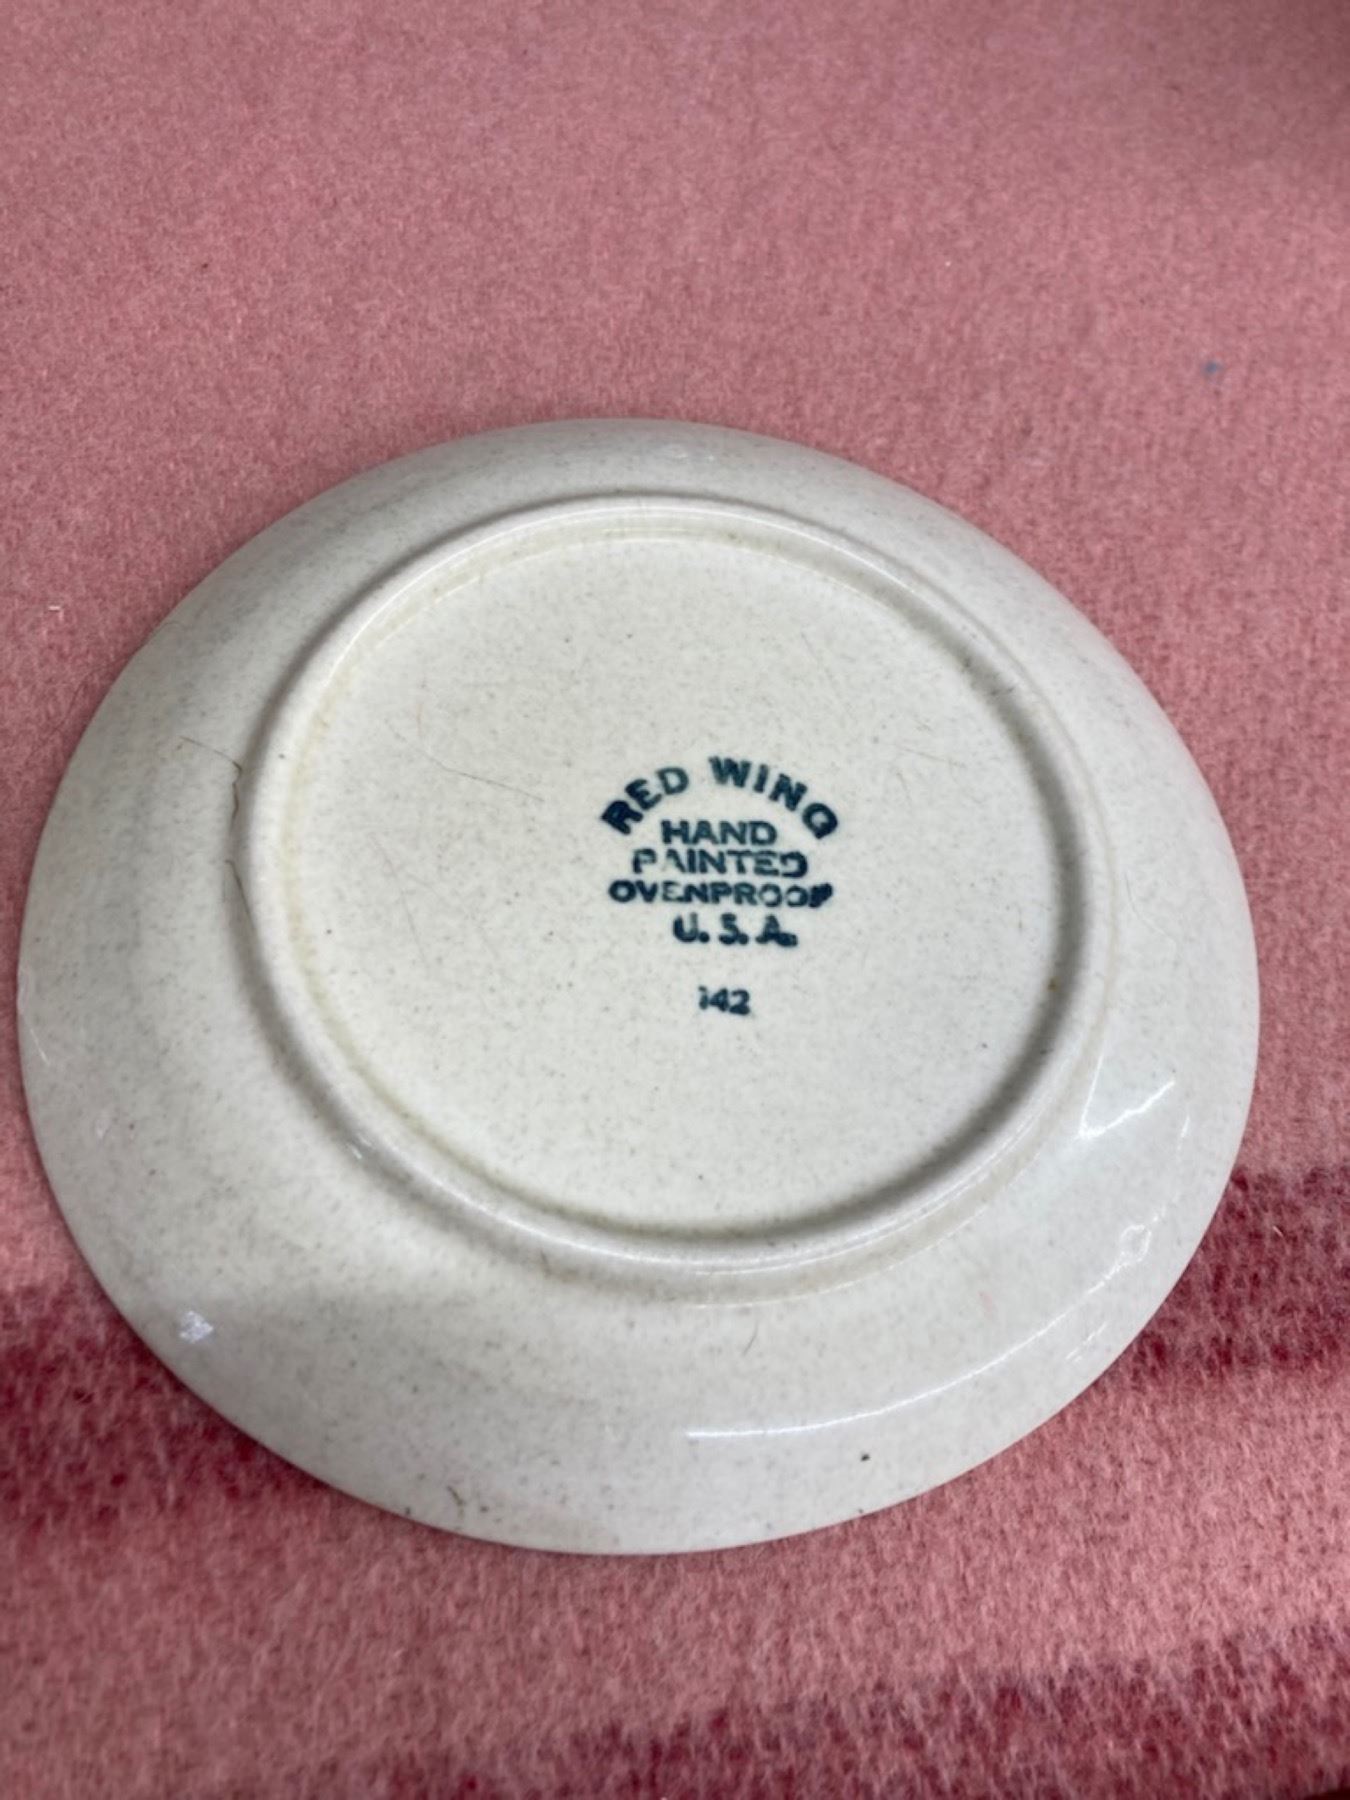 RED WING
HAND
PAINTED
OVENPROOF
U. S. A.
142